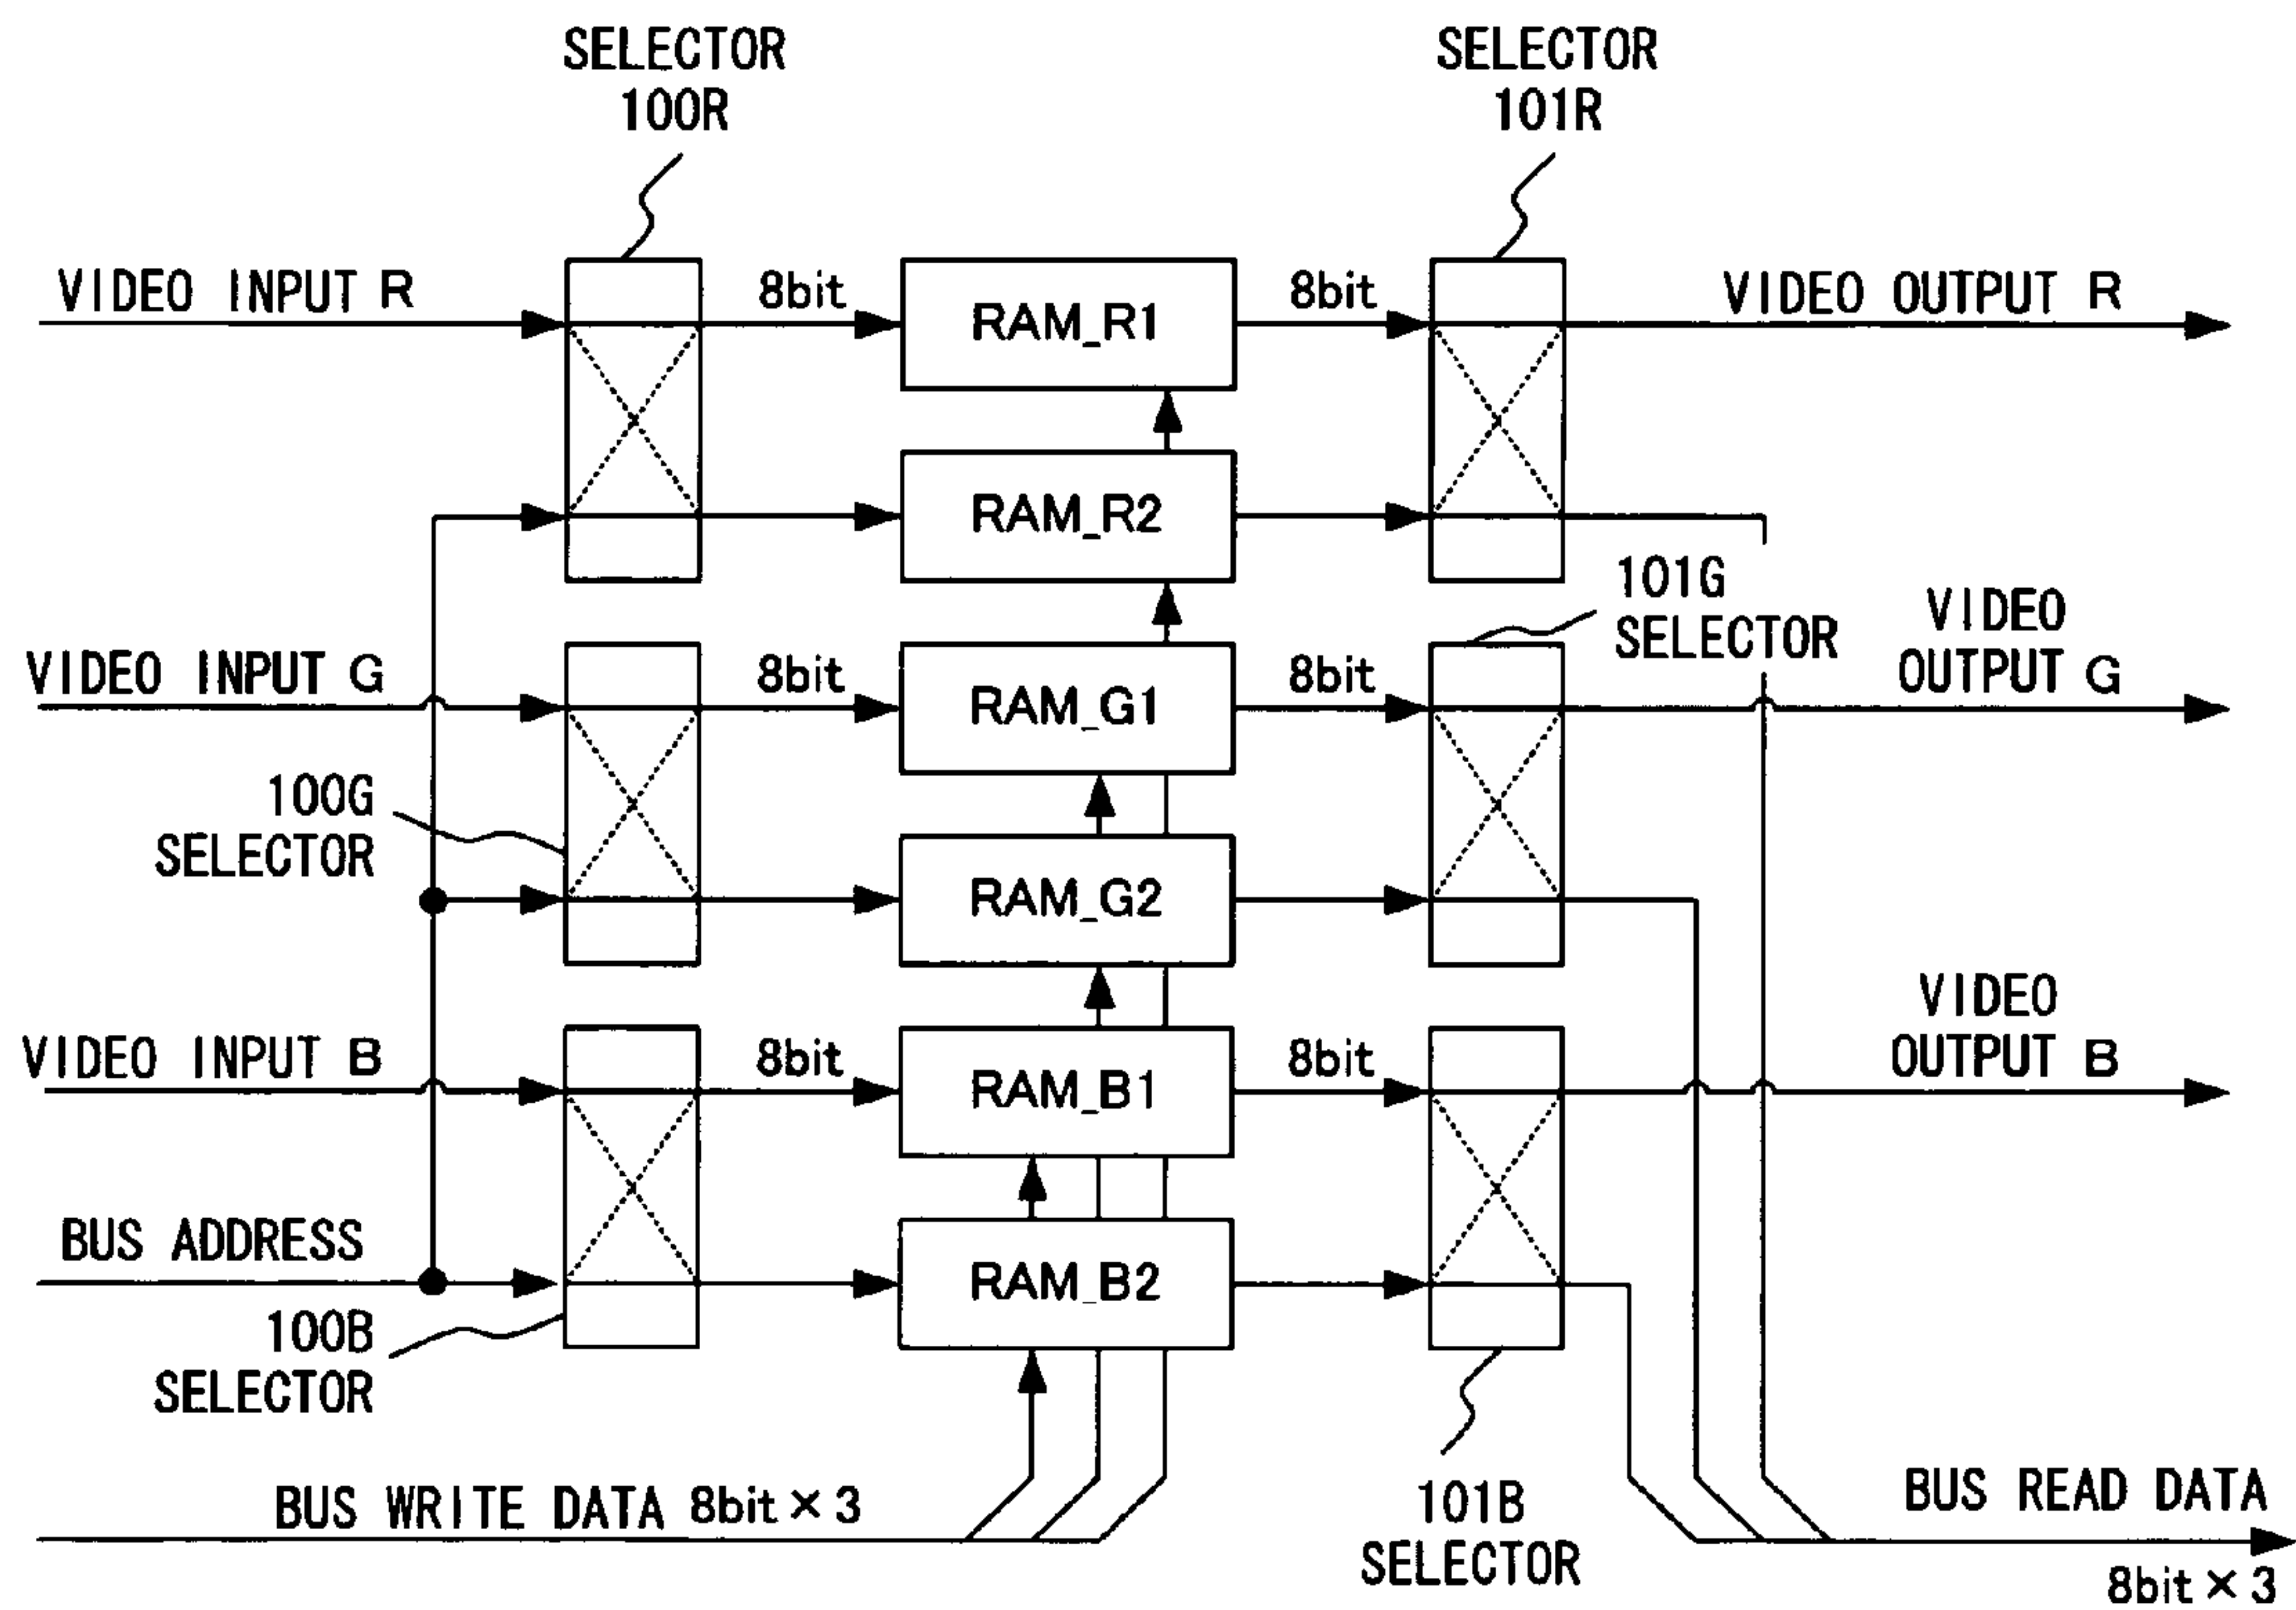 SELECTOR
100R
SELECTOR
101R
VIDEO INPUT R
8bit
RAM_R1
8bit
VIDEO OUTPUT R
RAM_R2
101G
SELECTOR
VIDEO
OUTPUT G
VIDEO INPUT G
8bit
RAM_G1
8bit
100G
SELECTOR
RAM_G2
VIDEO
OUTPUT B
VIDEO INPUT B
8bit
RAM_B1
8bit
BUS ADDRESS
RAM_B2
100B
SELECTOR
BUS WRITE DATA 8bit × 3
101B
SELECTOR
BUS READ DATA
8bit × 3